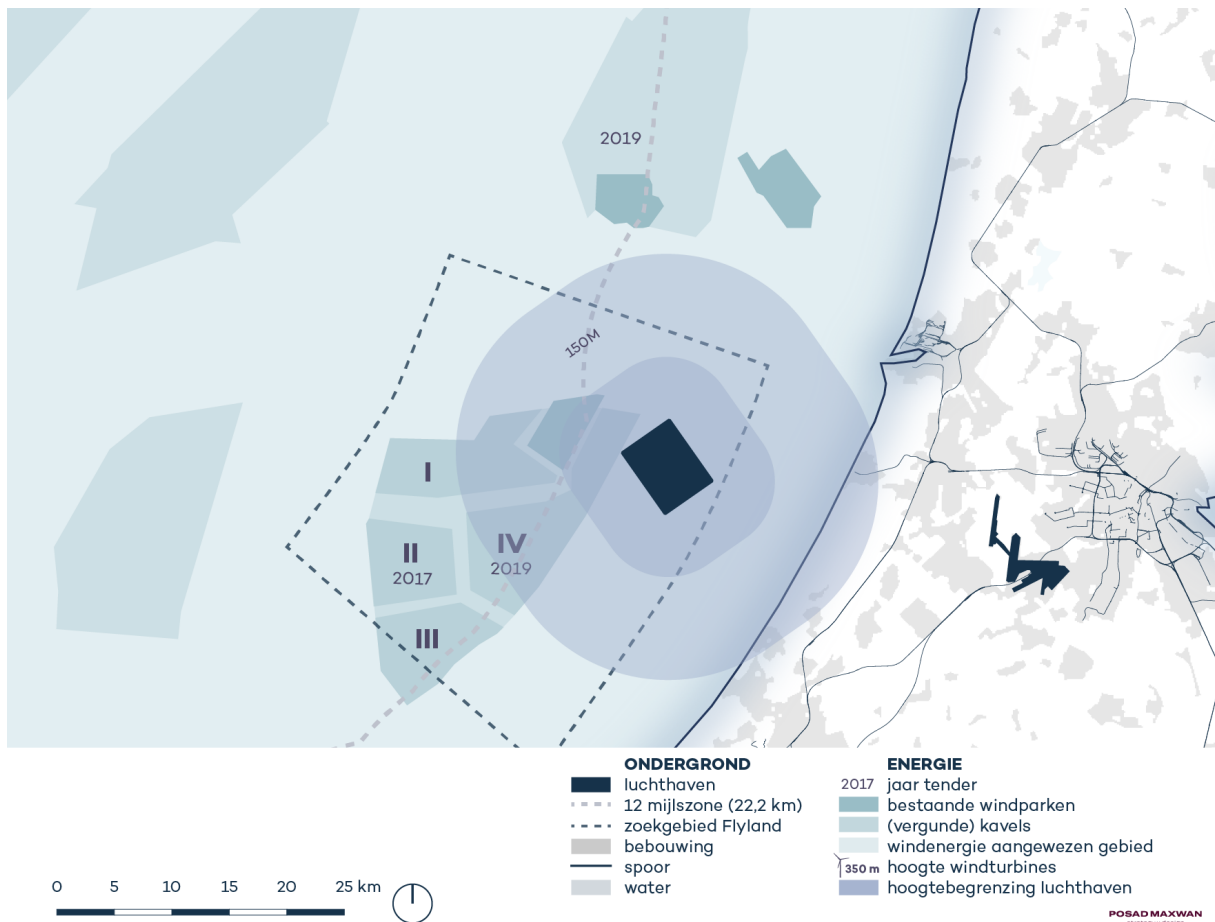 2019
150M
I
II
2017
IV
2019
III
ONDERGROND
luchthaven
12 mijlszone (22,2 km)
zoekgebied Flyland
bebouwing
spoor
water
ENERGIE
2017 jaar tender
bestaande windparken
(vergunde) kavels
windenergie aangewezen gebied
350 m hoogte windturbines
hoogtebegrenzing luchthaven
0 5 10 15 20 25 km
POSAD MAXWAN